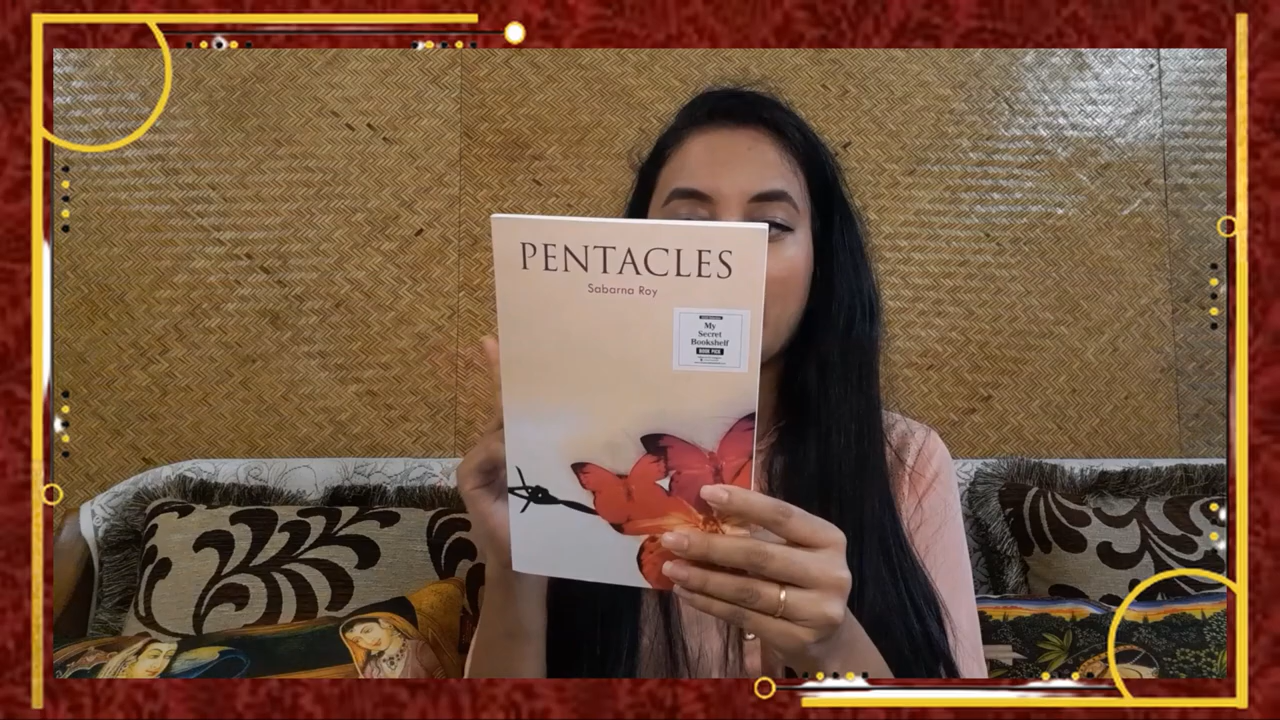 PENTACLES
Sabarna Roy
My
Secret
Bookshelf
BOOK PICK